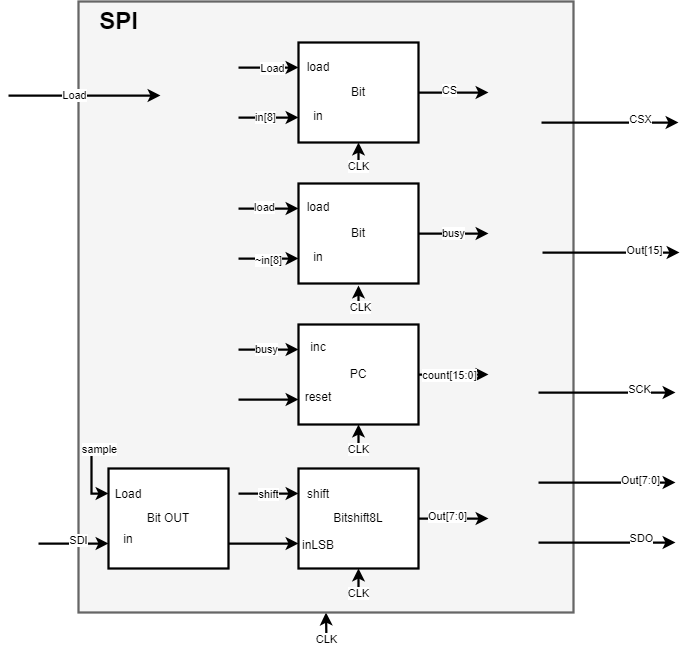 SPI
Load
Load
load
Bit
CS
in[8]
in
CLK
CSX
load
load
Bit
busy
~in[8]
in
CLK
Out[15]
busy
inc
PC
count[15:0]
reset
CLK
SCK
sample
Load
Bit OUT
in
SDI
shift
shift
Bitshift8L
inLSB
Out[7:0]
CLK
Out[7:0]
SDO
CLK